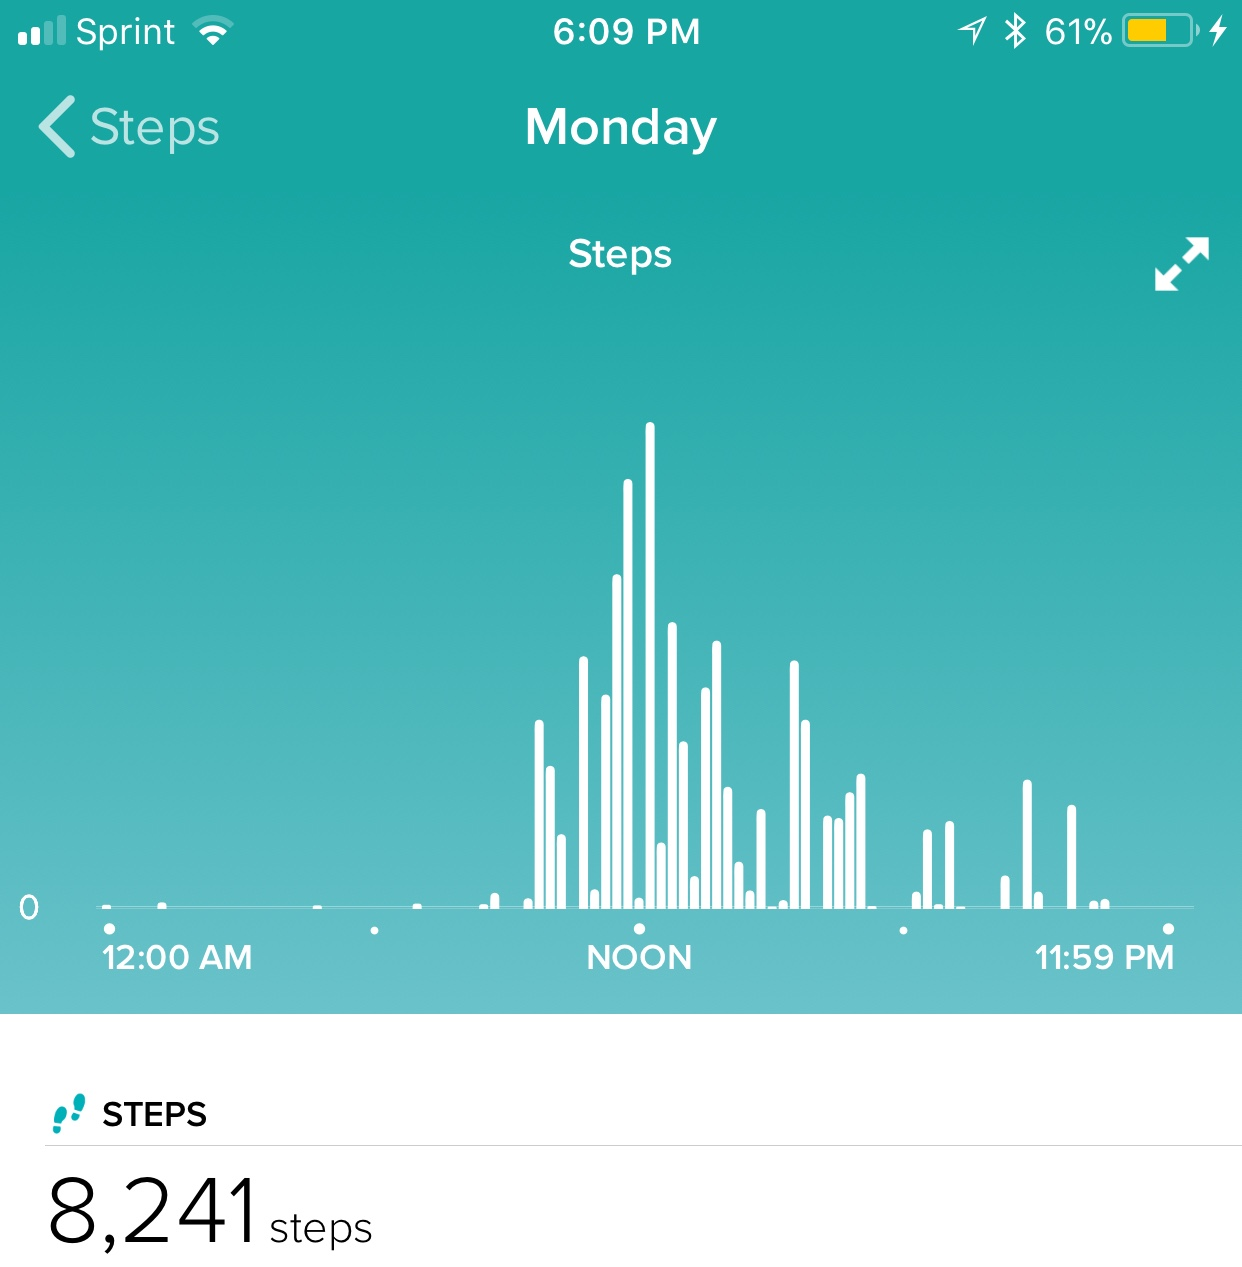 Sprint 6:09 PM 61%
Steps Monday
Steps
0
12:00 AM NOON 11:59 PM
STEPS
8,241 steps